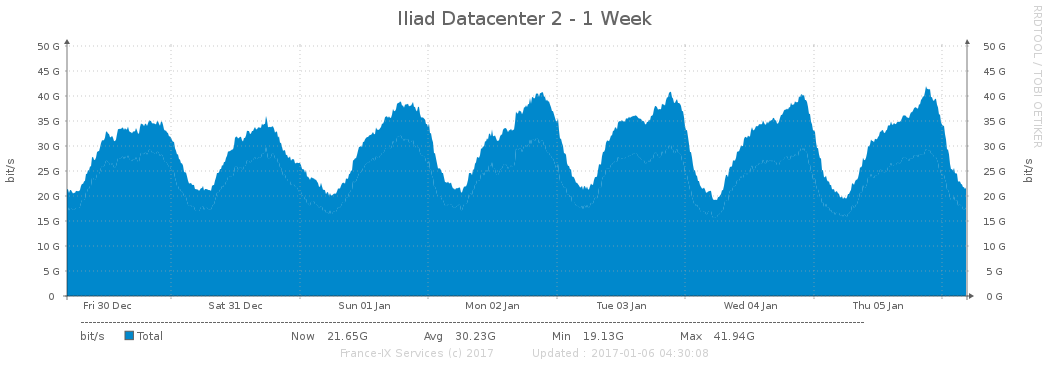 Iliad Datacenter 2 - 1 Week
RRDTOOL / TOBI OETIKER
50 G 50 G
45 G 45 G
40 G 40 G
35 G 35 G
30 G 30 G
25 G 25 G
20 G 20 G
15 G 15 G
10 G 10 G
5 G 5 G
0 0 G
bit/s bit/s
Fri 30 Dec Sat 31 Dec Sun 01 Jan Mon 02 Jan Tue 03 Jan Wed 04 Jan Thu 05 Jan
bit/s Total Now 21.65G Avg 30.23G Min 19.13G Max 41.94G
France-IX Services (c) 2017 Updated : 2017-01-06 04:30:08